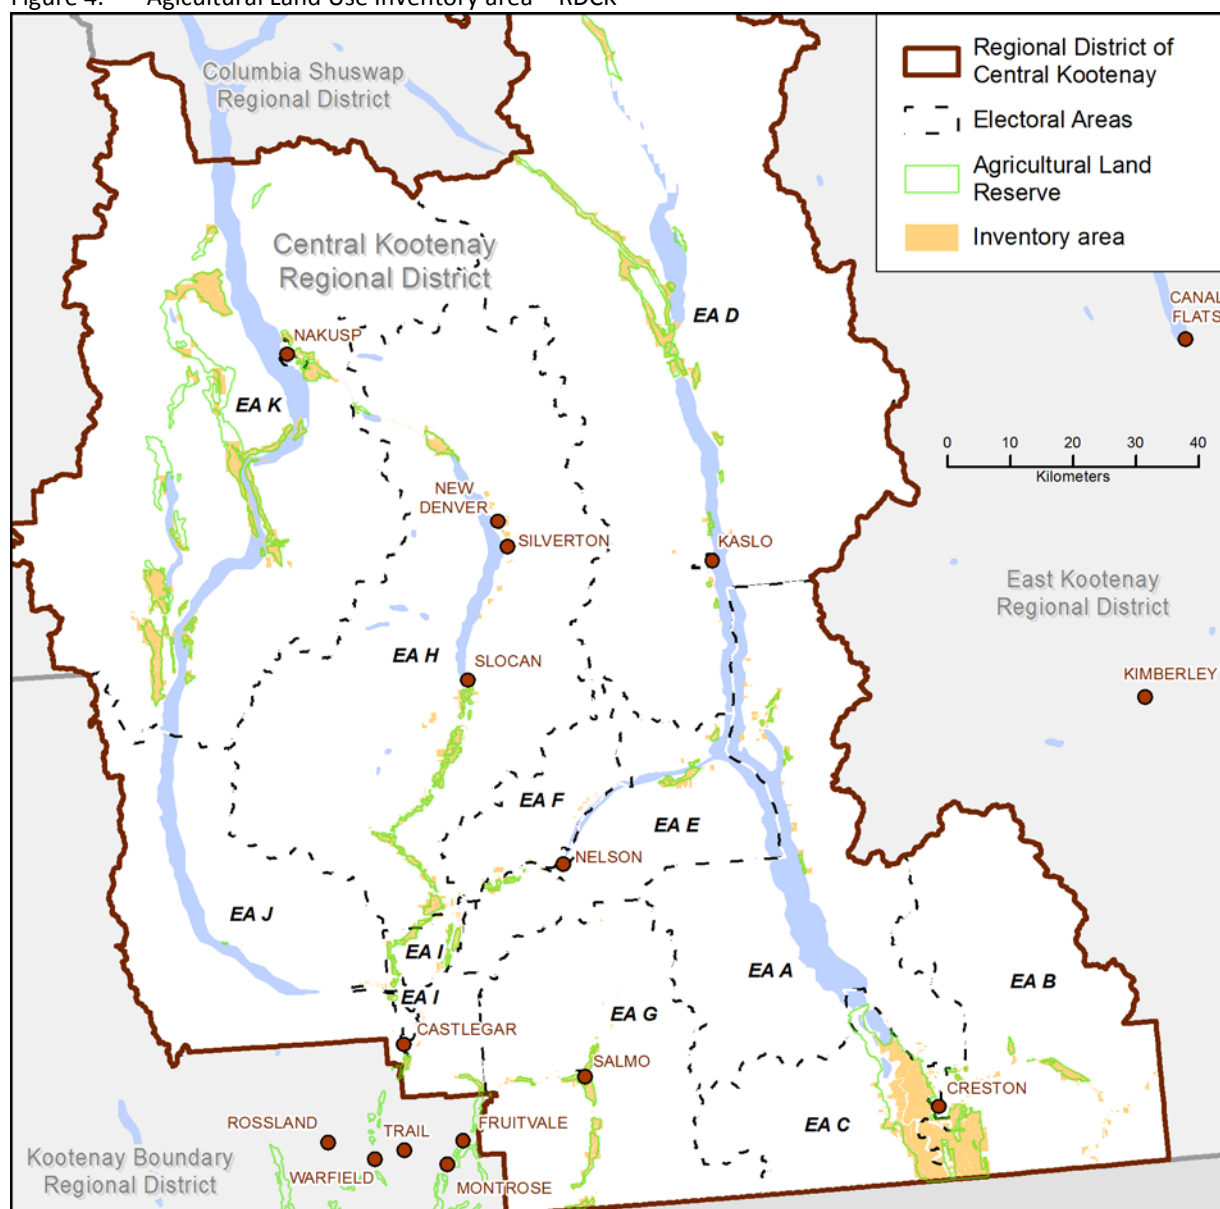 Figure 4. Agicultural Land Use Inventory area – RDCK
Regional District of
Central Kootenay
Electoral Areas
Agricultural Land
Reserve
Inventory area
Columbia Shuswap
Regional District
Central Kootenay
Regional District
CANAL
FLATS
EA D
NAKUSP
EA K
0 10 20 30 40
Kilometers
NEW
DENVER
SILVERTON
KASLO
East Kootenay
Regional District
EA H
SLOCAN
KIMBERLEY
EA F
EA E
NELSON
EA J
EA I
EA A
EA B
EA I
EA G
CASTLEGAR
SALMO
CRESTON
EA C
ROSSLAND
TRAIL
FRUITVALE
Kootenay Boundary
Regional District
WARFIELD
MONTROSE